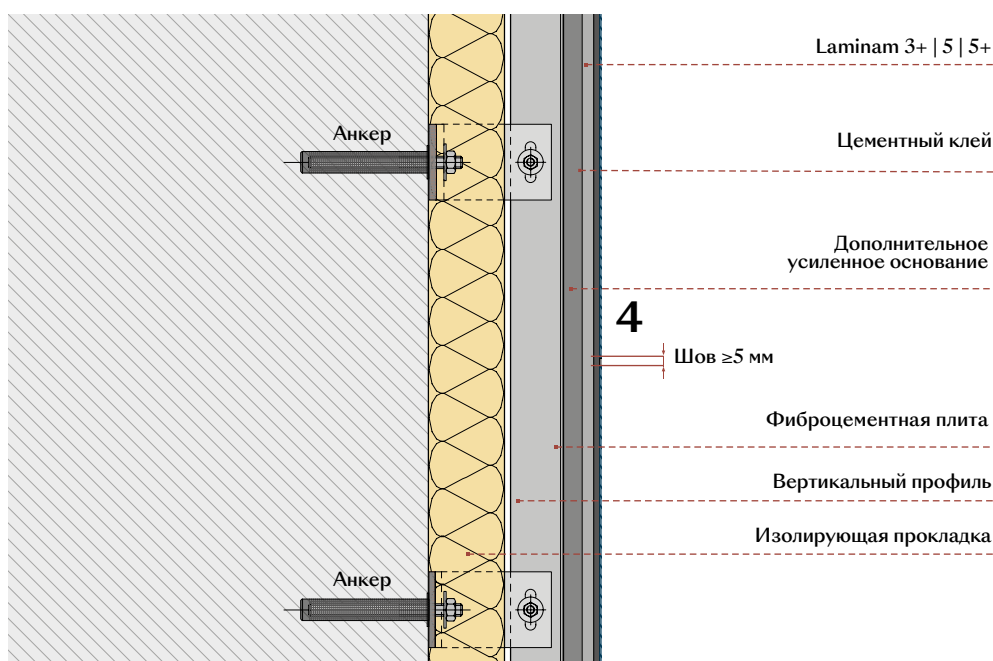 Laminam 3+ | 5 | 5+
Анкер
Цементный клей
Дополнительное
усиленное основание
4
Шов ≥5 мм
Фиброцементная плита
Вертикальный профиль
Изолирующая прокладка
Анкер